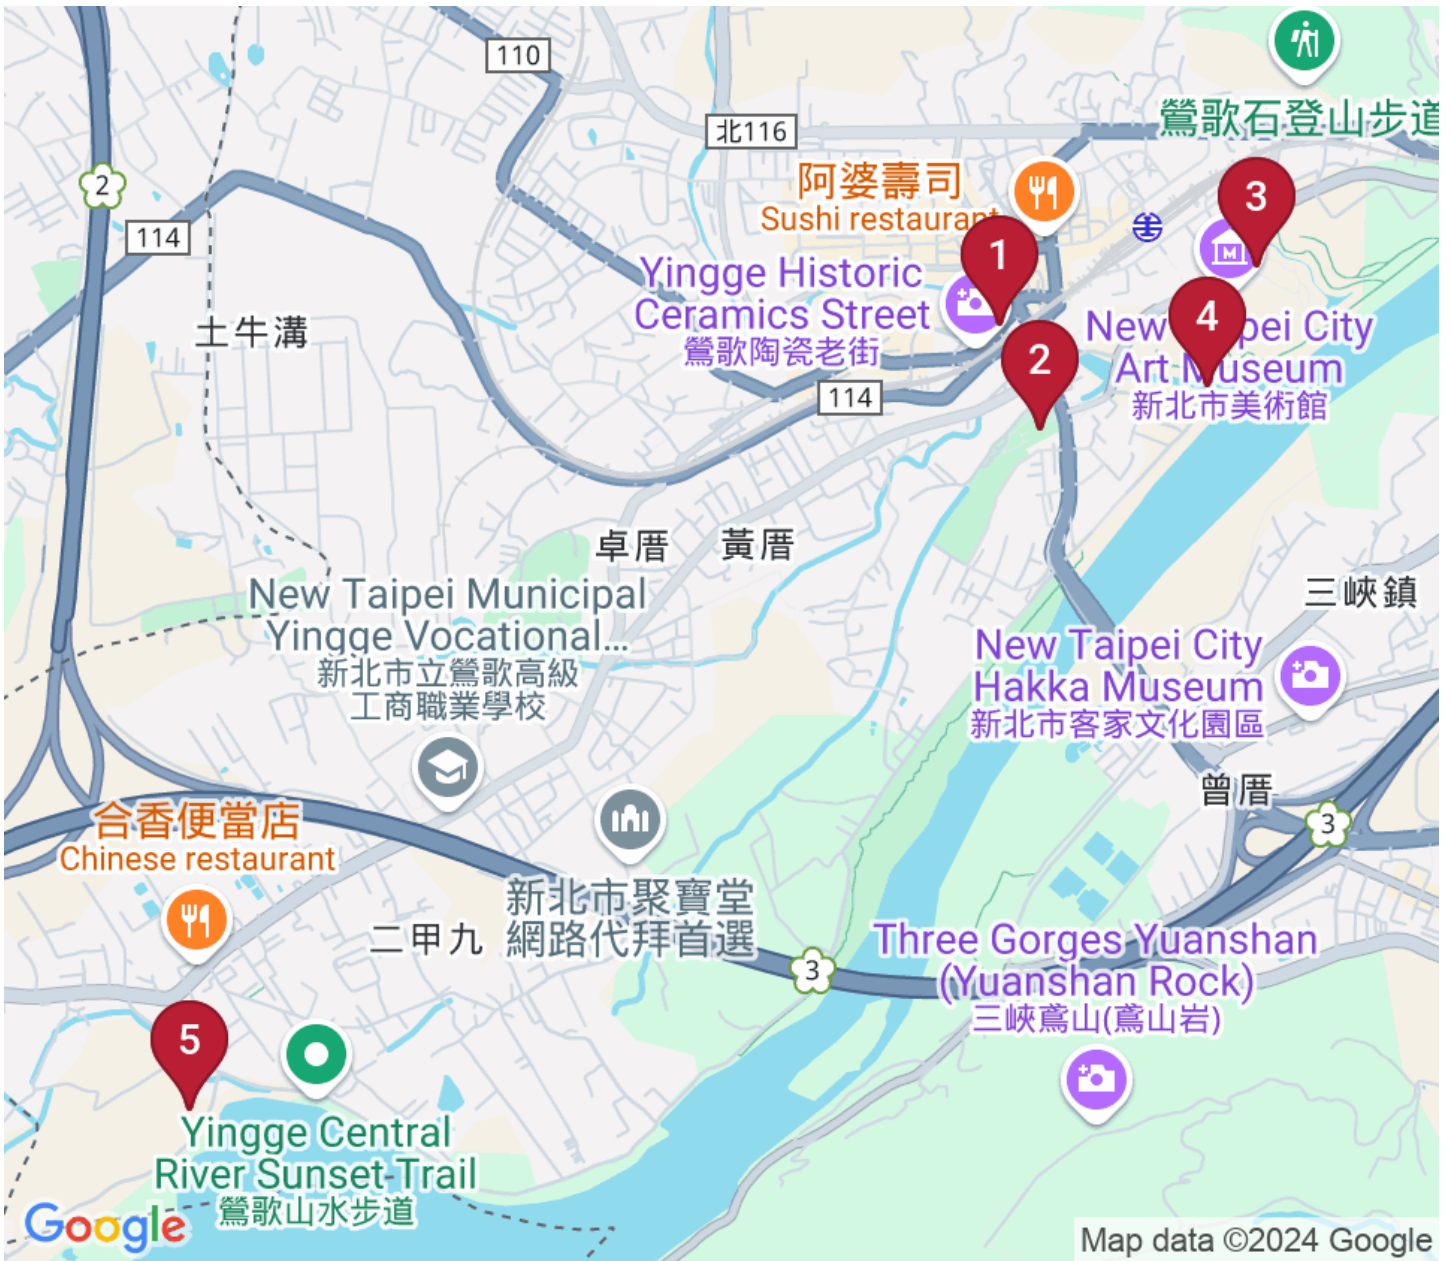 110
北116
鶯歌石登山步道
2
114
阿婆壽司
Sushi restaurant
3
1
Yingge Historic
Ceramics Street
鶯歌陶瓷老街
土牛溝
4
2
New Taipei City
Art Museum
新北市美術館
114
卓厝
黃厝
New Taipei Municipal
Yingge Vocational...
新北市立鶯歌高級
工商職業學校
三峽鎮
New Taipei City
Hakka Museum
新北市客家文化園區
曾厝
3
合香便當店
Chinese restaurant
新北市聚寶堂
網路代拜首選
二甲九
3
Three Gorges Yuanshan
(Yuanshan Rock)
三峽鳶山(鳶山岩)
5
Yingge Central
River Sunset Trail
鶯歌山水步道
Google
Map data ©2024 Google